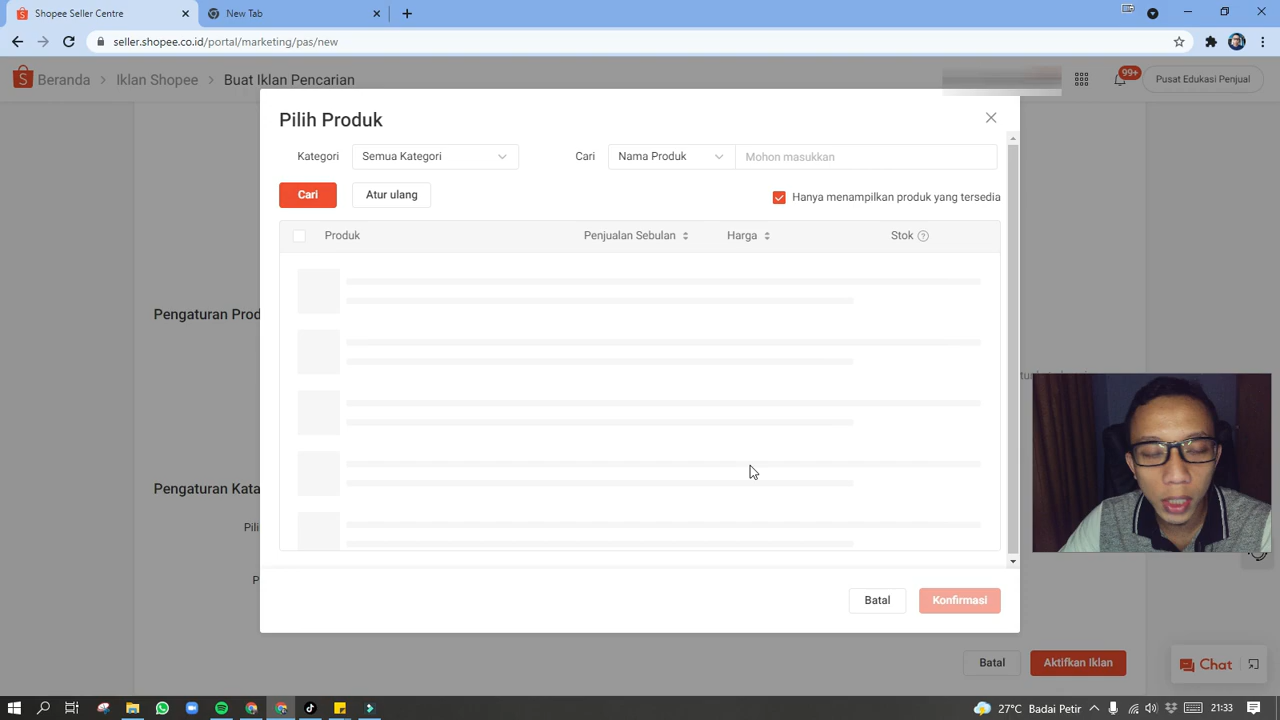 Shopee Seller Centre
New Tab
seller.shopee.co.id/portal/marketing/pas/new
Beranda > Iklan Shopee > Buat Iklan Pencarian
99+
Pusat Edukasi Penjual
Pilih Produk
Kategori
Semua Kategori
Cari
Nama Produk
Mohon masukkan
Cari
Atur ulang
Hanya menampilkan produk yang tersedia
Produk
Penjualan Sebulan
Harga
Stok
Pengaturan Prod
Pengaturan Kata
Pili
P
Batal
Konfirmasi
Batal
Aktifkan Iklan
Chat
27°C Badai Petir
21:33